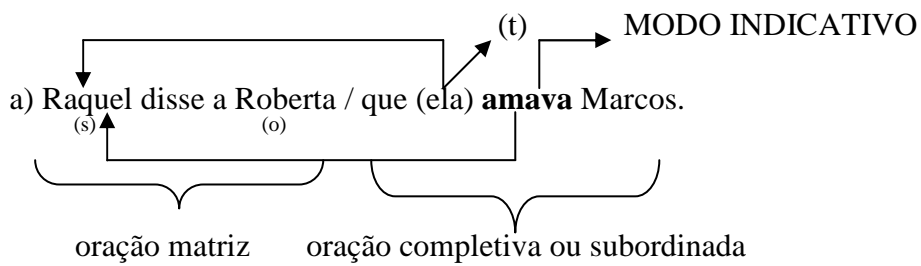 (t) MODO INDICATIVO
a) Raquel disse a Roberta / que (ela) amava Marcos.
(s) (o)
oração matriz oração completiva ou subordinada